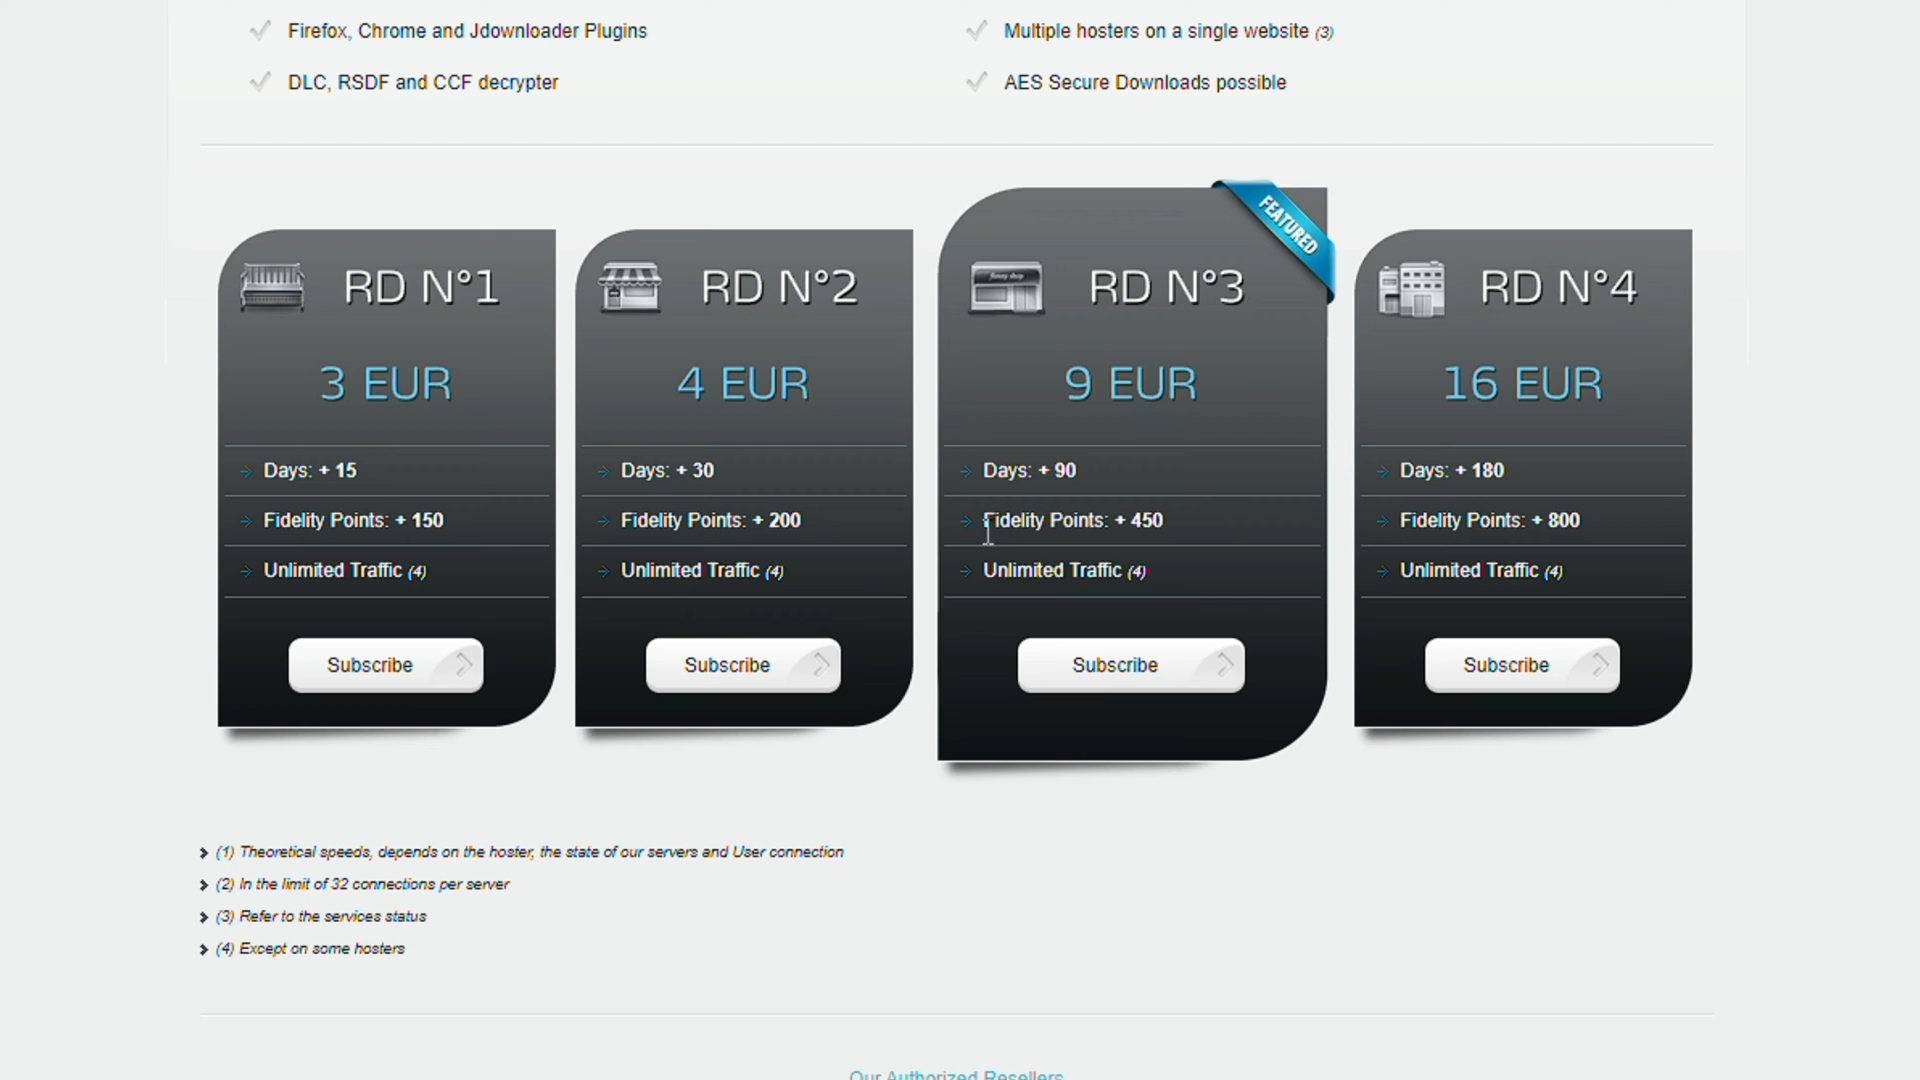 Firefox, Chrome and Jdownloader Plugins
Multiple hosters on a single website (3)
DLC, RSDF and CCF decrypter
AES Secure Downloads possible
FEATURED
RD N°1
3 EUR
Days: + 15
Fidelity Points: + 150
Unlimited Traffic (4)
Subscribe
RD N°2
4 EUR
Days: + 30
Fidelity Points: + 200
Unlimited Traffic (4)
Subscribe
RD N°3
9 EUR
Days: + 90
Fidelity Points: + 450
Unlimited Traffic (4)
Subscribe
RD N°4
16 EUR
Days: + 180
Fidelity Points: + 800
Unlimited Traffic (4)
Subscribe
(1) Theoretical speeds, depends on the hoster, the state of our servers and User connection
(2) In the limit of 32 connections per server
(3) Refer to the services status
(4) Except on some hosters
Our Authorized Resellers